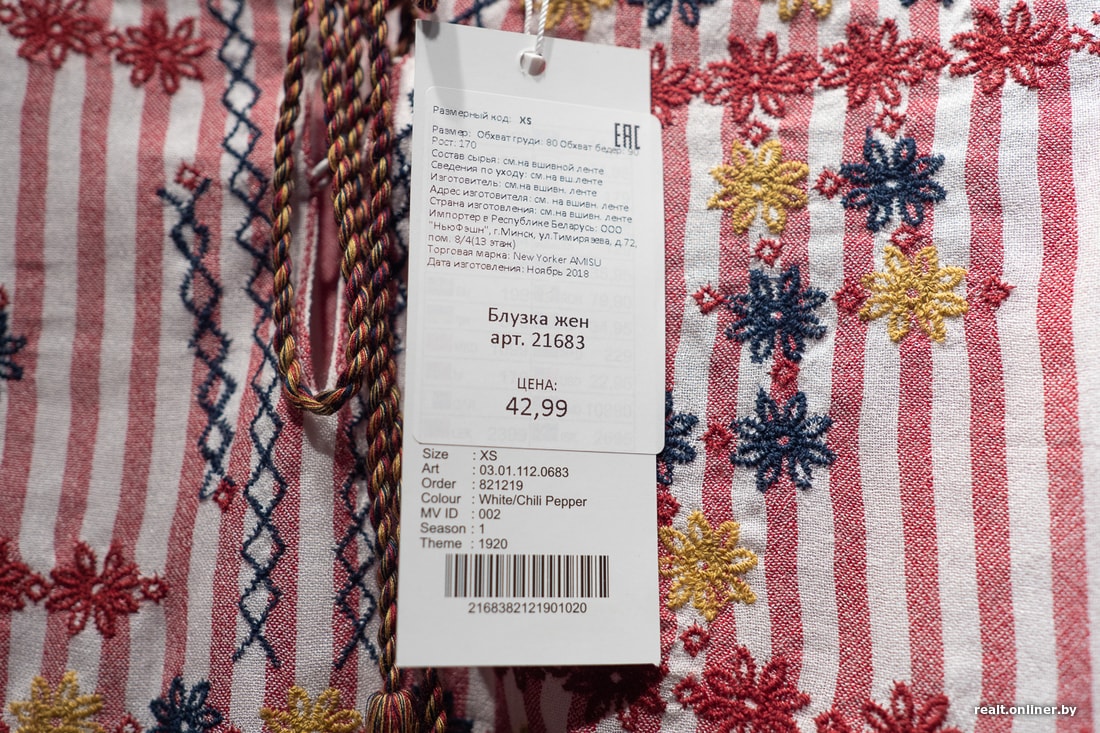 Размерный код: XS
EAC
Размер: Обхват груди: 80 Обхват бедер: 90
Рост: 170
Состав сырья: см.на вшивной ленте
Сведения по уходу: см.на вш.ленте
Изготовитель: см.на вшивн. ленте
Адрес изготовителя: см. на вшивн. ленте
Страна изготовления: см.на вшивн. ленте
Импортер в Республике Беларусь: ООО
"НьюФэшн", г.Минск, ул.Тимирязева, д.72,
пом. 8/4(13 этаж)
Торговая марка: New Yorker AMISU
Дата изготовления: Ноябрь 2018
Блузка жен
арт. 21683
ЦЕНА:
42,99
Size : XS
Art : 03.01.112.0683
Order : 821219
Colour : White/Chili Pepper
MV ID : 002
Season : 1
Theme : 1920
2168382121901020
realt.onliner.by